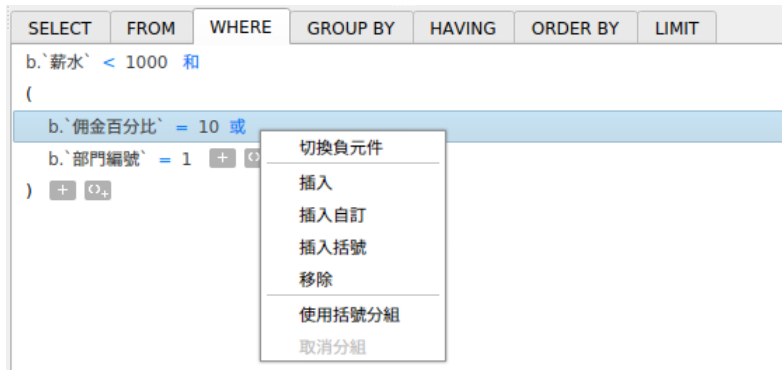 SELECT FROM WHERE GROUP BY HAVING ORDER BY LIMIT
b.`薪水` < 1000 和
(
b.`佣金百分比` = 10 或
b.`部門編號` = 1 +
) + <>+
切換負元件
插入
插入自訂
插入括號
移除
使用括號分組
取消分組